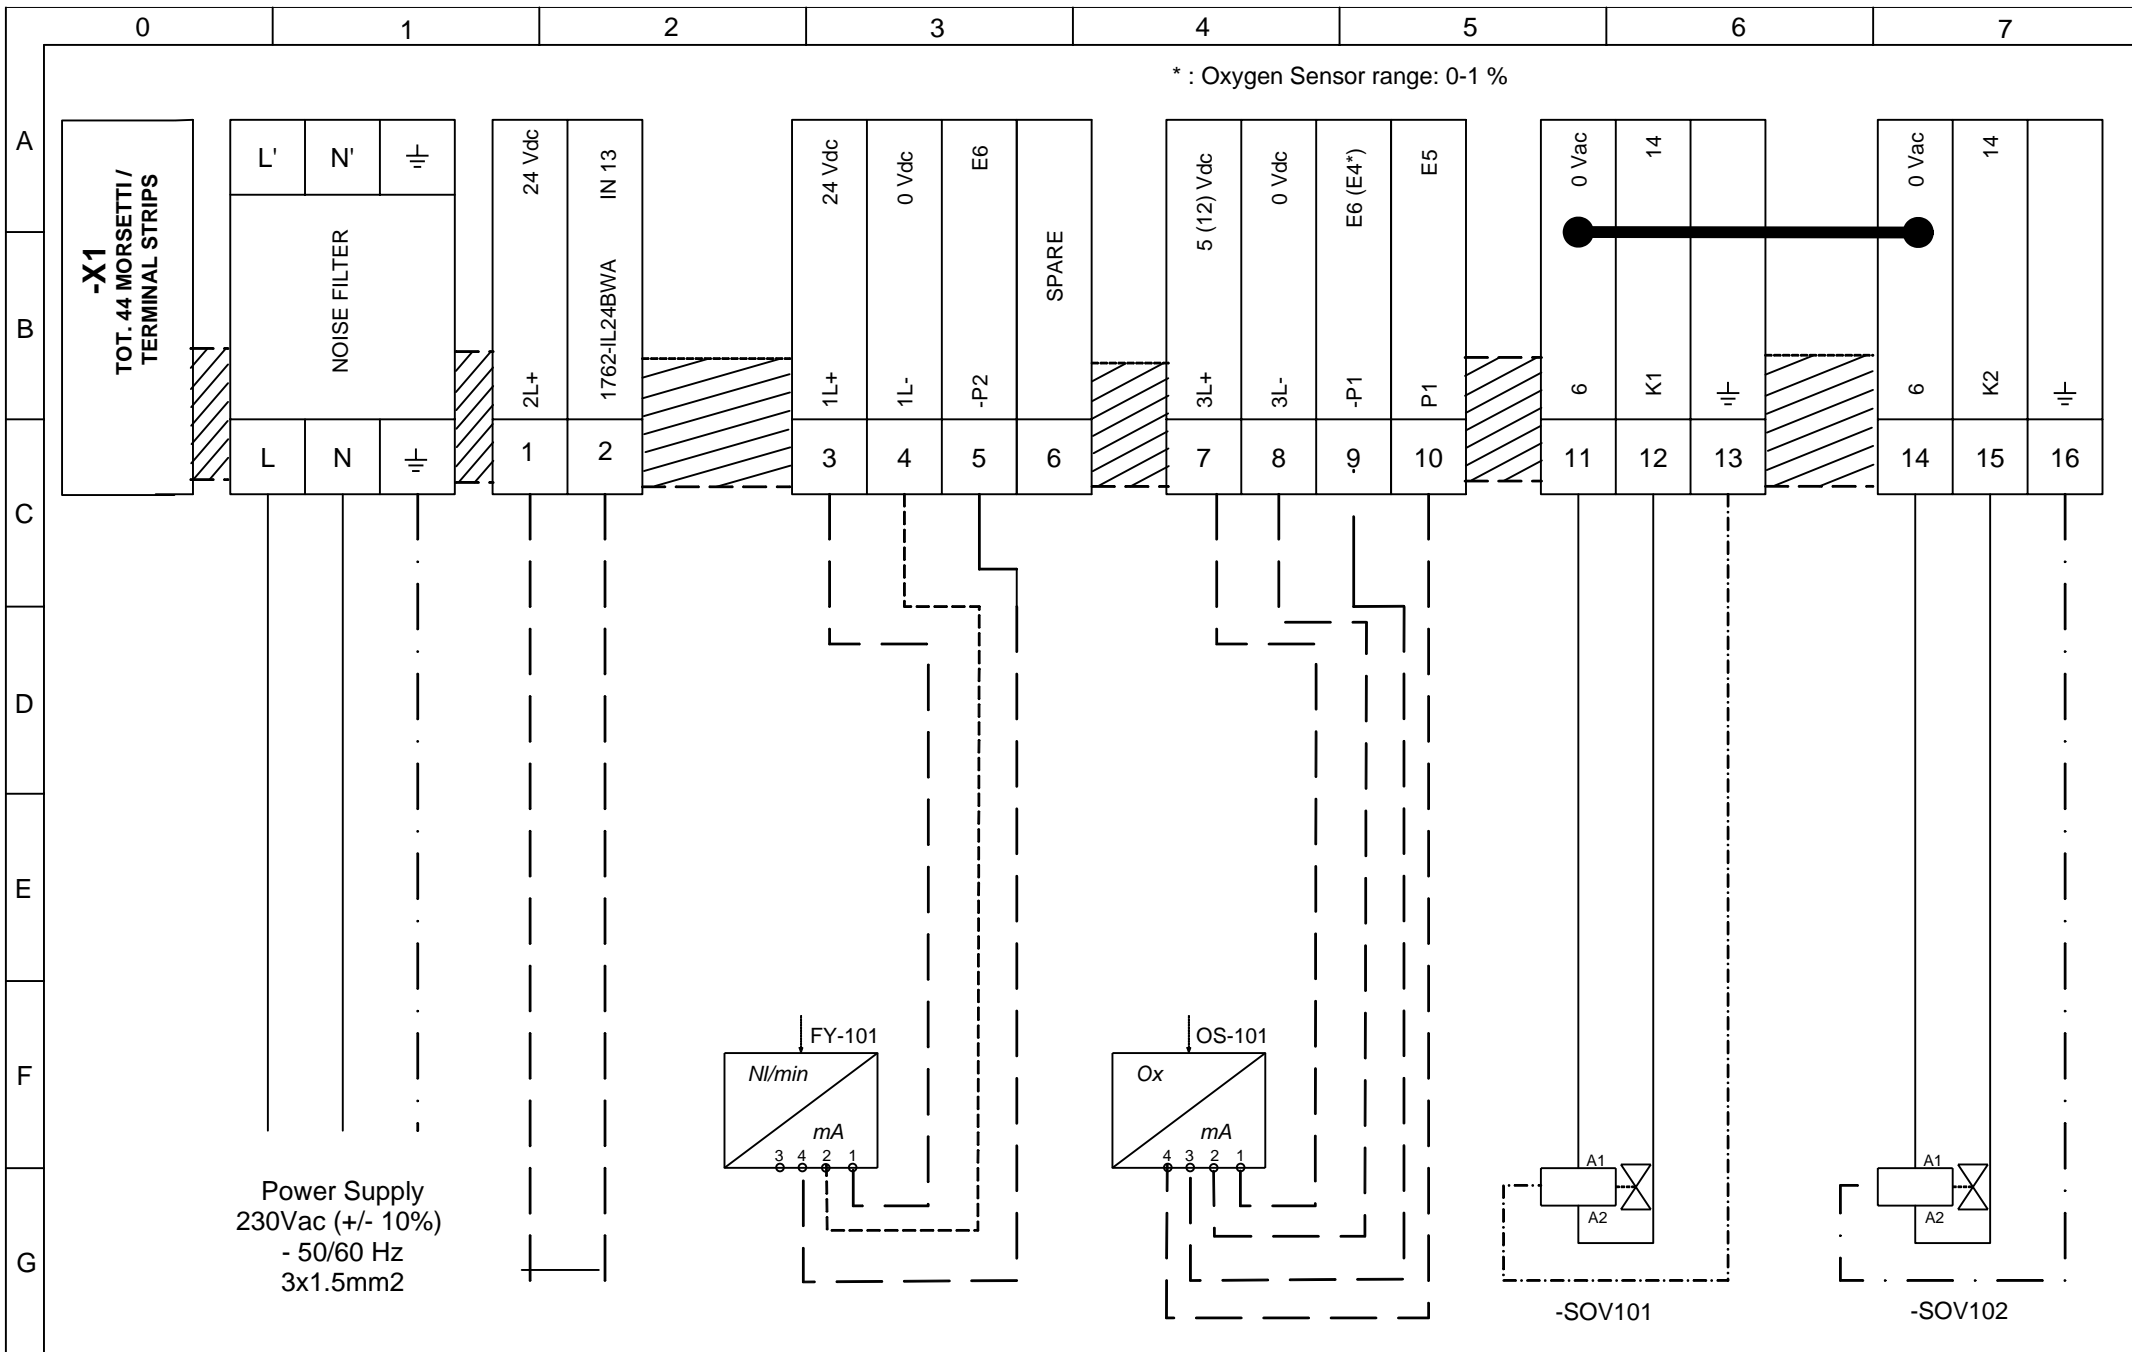 0 1 2 3 4 5 6 7
* : Oxygen Sensor range: 0-1 %
A
B
C
D
E
F
G
-X1
TOT. 44 MORSETTI /
TERMINAL STRIPS
L' N'
NOISE FILTER
L N
24 Vdc
2L+
1
IN 13
1762-IL24BWA
2
24 Vdc
1L+
3
0 Vdc
1L-
4
E6
-P2
5
SPARE
6
5 (12) Vdc
3L+
7
0 Vdc
3L-
8
E6 (E4*)
-P1
9
E5
P1
10
0 Vac
6
11
14
K1
12
13
0 Vac
6
14
14
K2
15
16
FY-101
Nl/min
mA
3 4 2 1
OS-101
Ox
mA
4 3 2 1
A1
A2
-SOV101
A1
A2
-SOV102
Power Supply
230Vac (+/- 10%)
- 50/60 Hz
3x1.5mm2